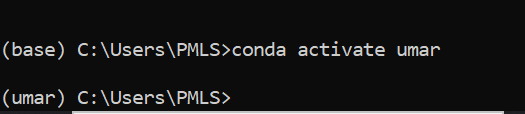 (base) C:\Users\PMLS>conda activate umar
(umar) C:\Users\PMLS>